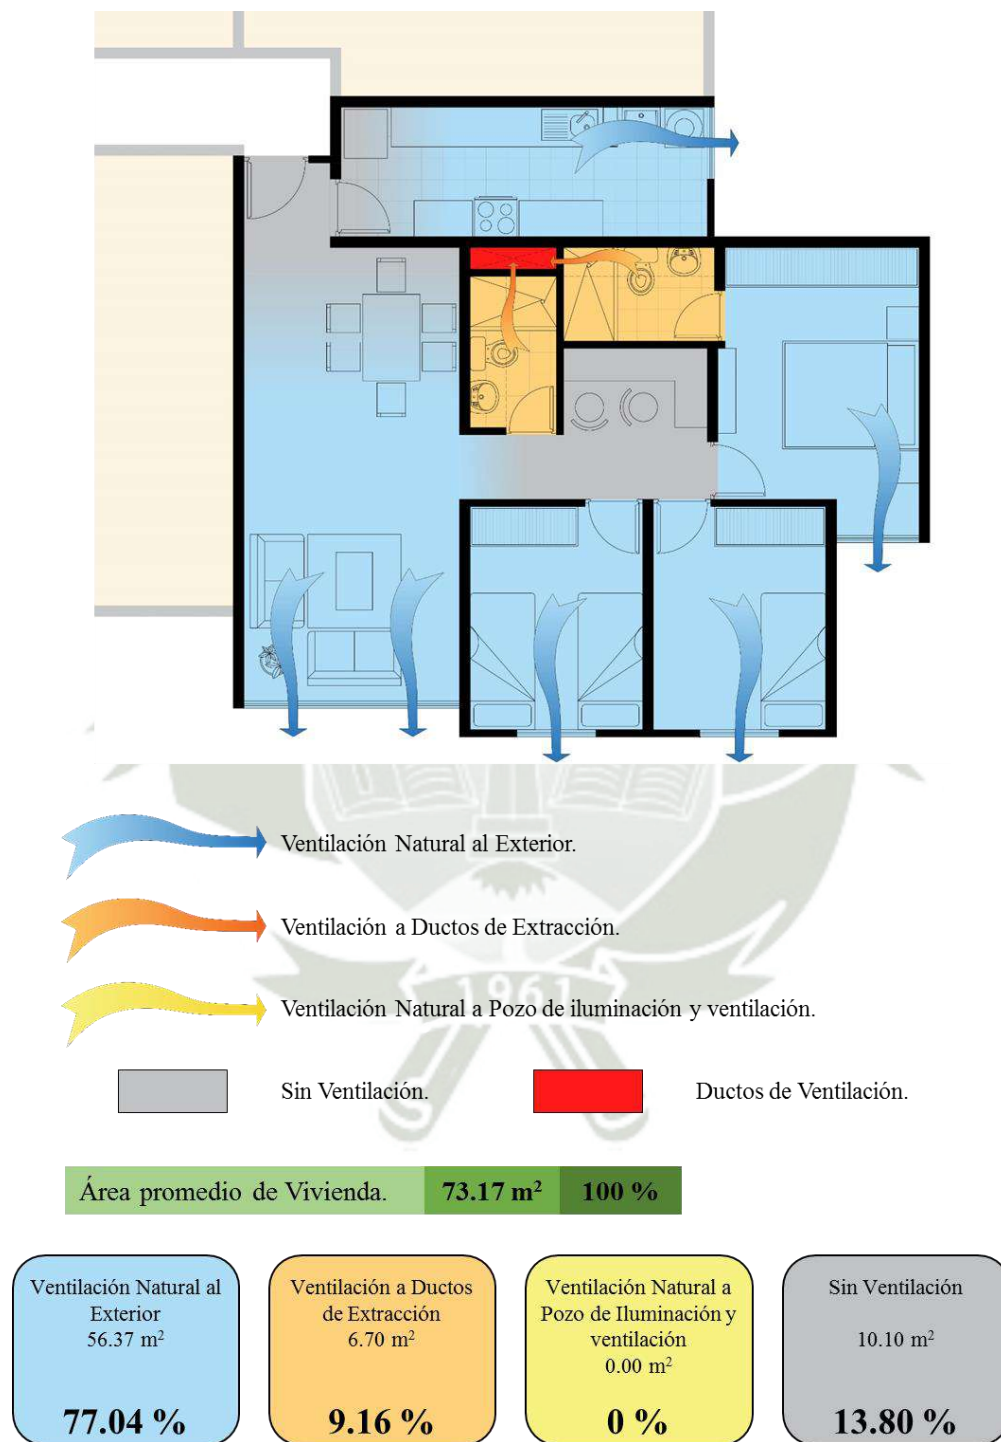 Ventilación Natural al Exterior.
Ventilación a Ductos de Extracción.
1961
Ventilación Natural a Pozo de iluminación y ventilación.
Sin Ventilación.
Ductos de Ventilación.
Área promedio de Vivienda. 73.17 m² 100 %
Ventilación Natural al
Exterior
56.37 m²
77.04 %
Ventilación a Ductos
de Extracción
6.70 m²
9.16 %
Ventilación Natural a
Pozo de Iluminación y
ventilación
0.00 m²
0 %
Sin Ventilación
10.10 m²
13.80 %